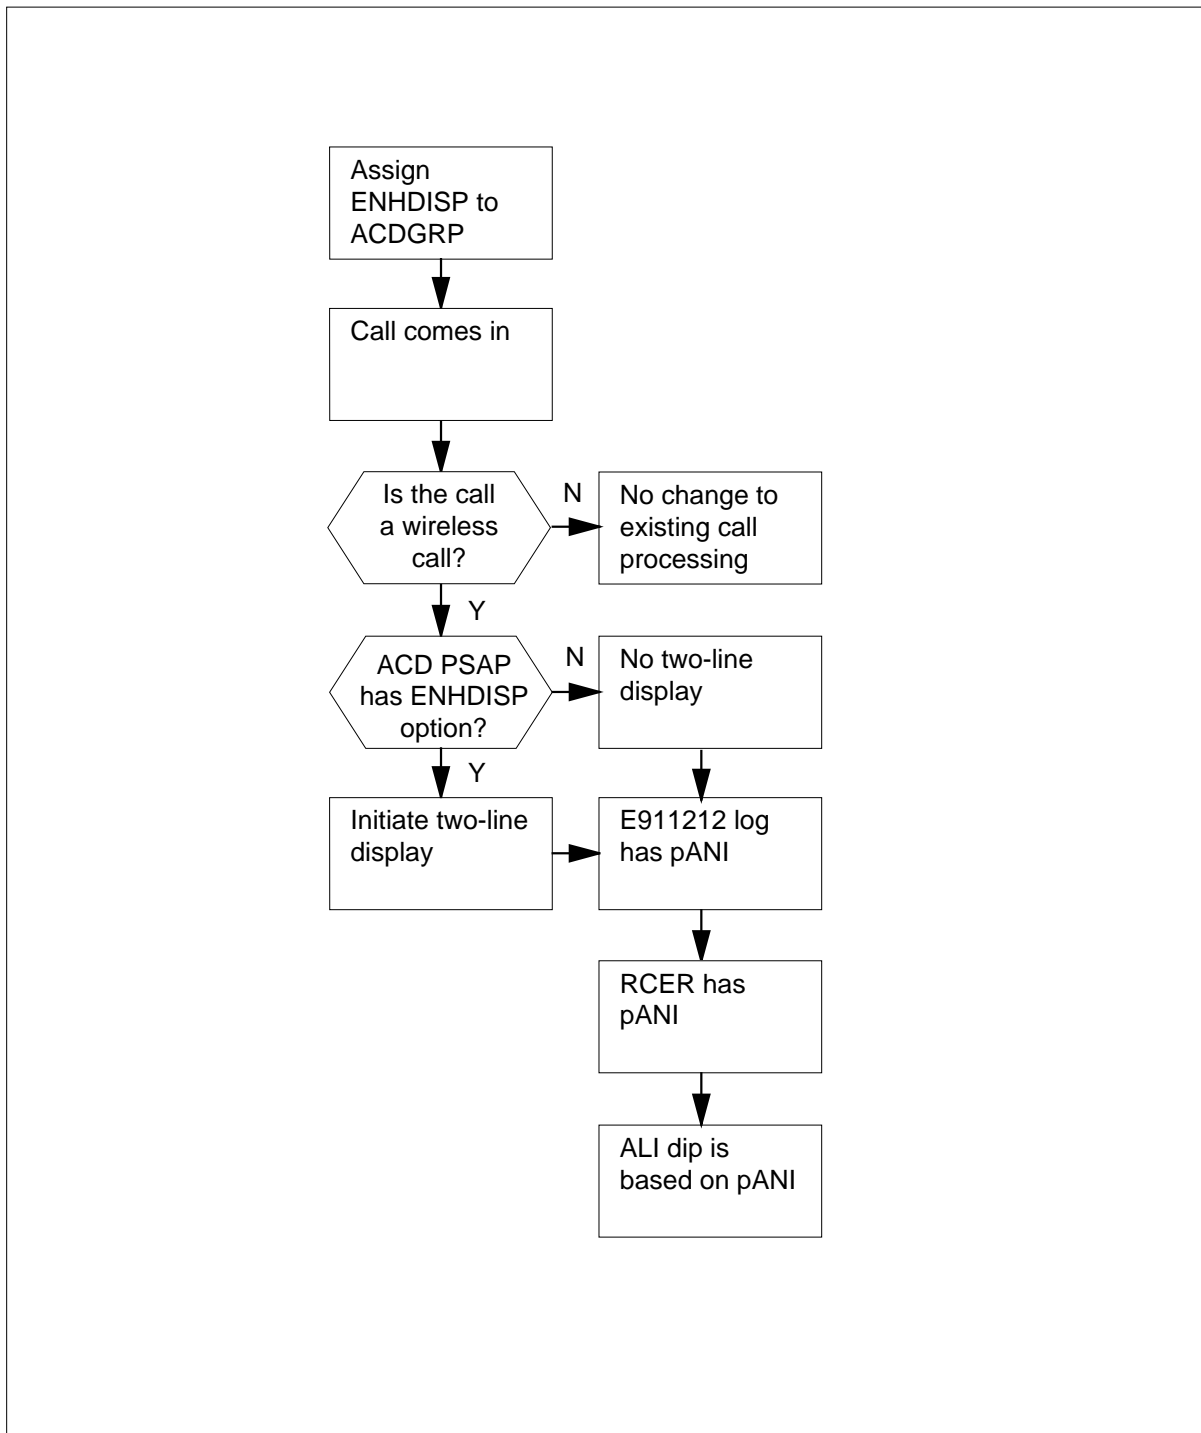 Assign
ENHDISP to
ACDGRP
Call comes in
Is the call
a wireless
call?
N
No change to
existing call
processing
Y
ACD PSAP
has ENHDISP
option?
N
No two-line
display
Y
Initiate two-line
display
E911212 log
has pANI
RCER has
pANI
ALI dip is
based on pANI